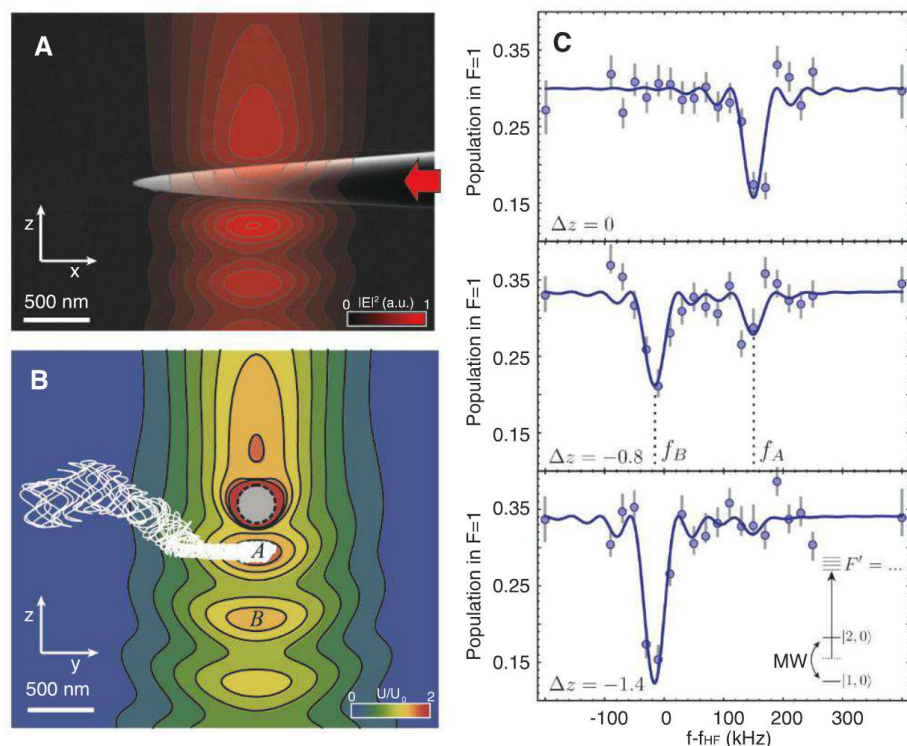 A
z
x
500 nm
|E|² (a.u.)
0 1
B
A
B
z
y
500 nm
U/U₀
0 2
C
Population in F=1
0.35
0.25
0.15
Δz = 0
Population in F=1
0.35
0.25
0.1
Δz = −0.8
f_B
f_A
Population in F=1
0.35
0.25
0.15
Δz = −1.4
F′ = ...
|2, 0⟩
MW
|1, 0⟩
-100 0 100 200 300
f-fHF (kHz)